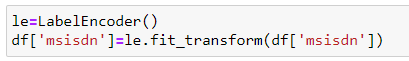 le=LabelEncoder()
df['msisdn']=le.fit_transform(df['msisdn'])